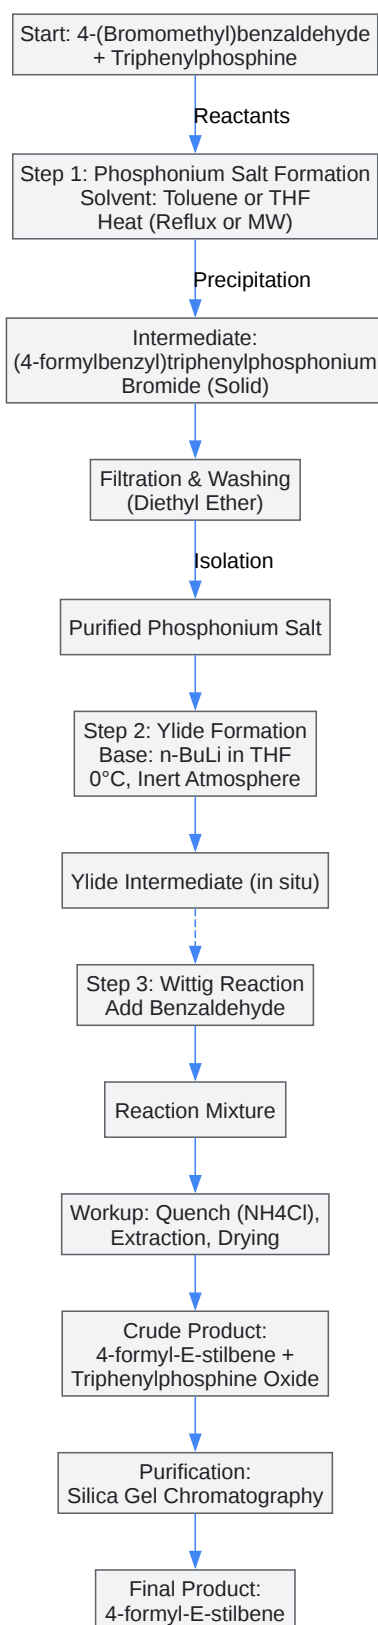 Start: 4-(Bromomethyl)benzaldehyde
+ Triphenylphosphine
Reactants
Step 1: Phosphonium Salt Formation
Solvent: Toluene or THF
Heat (Reflux or MW)
Precipitation
Intermediate:
(4-formylbenzyl)triphenylphosphonium
Bromide (Solid)
Filtration & Washing
(Diethyl Ether)
Isolation
Purified Phosphonium Salt
Step 2: Ylide Formation
Base: n-BuLi in THF
0°C, Inert Atmosphere
Ylide Intermediate (in situ)
Step 3: Wittig Reaction
Add Benzaldehyde
Reaction Mixture
Workup: Quench (NH4Cl),
Extraction, Drying
Crude Product:
4-formyl-E-stilbene +
Triphenylphosphine Oxide
Purification:
Silica Gel Chromatography
Final Product:
4-formyl-E-stilbene